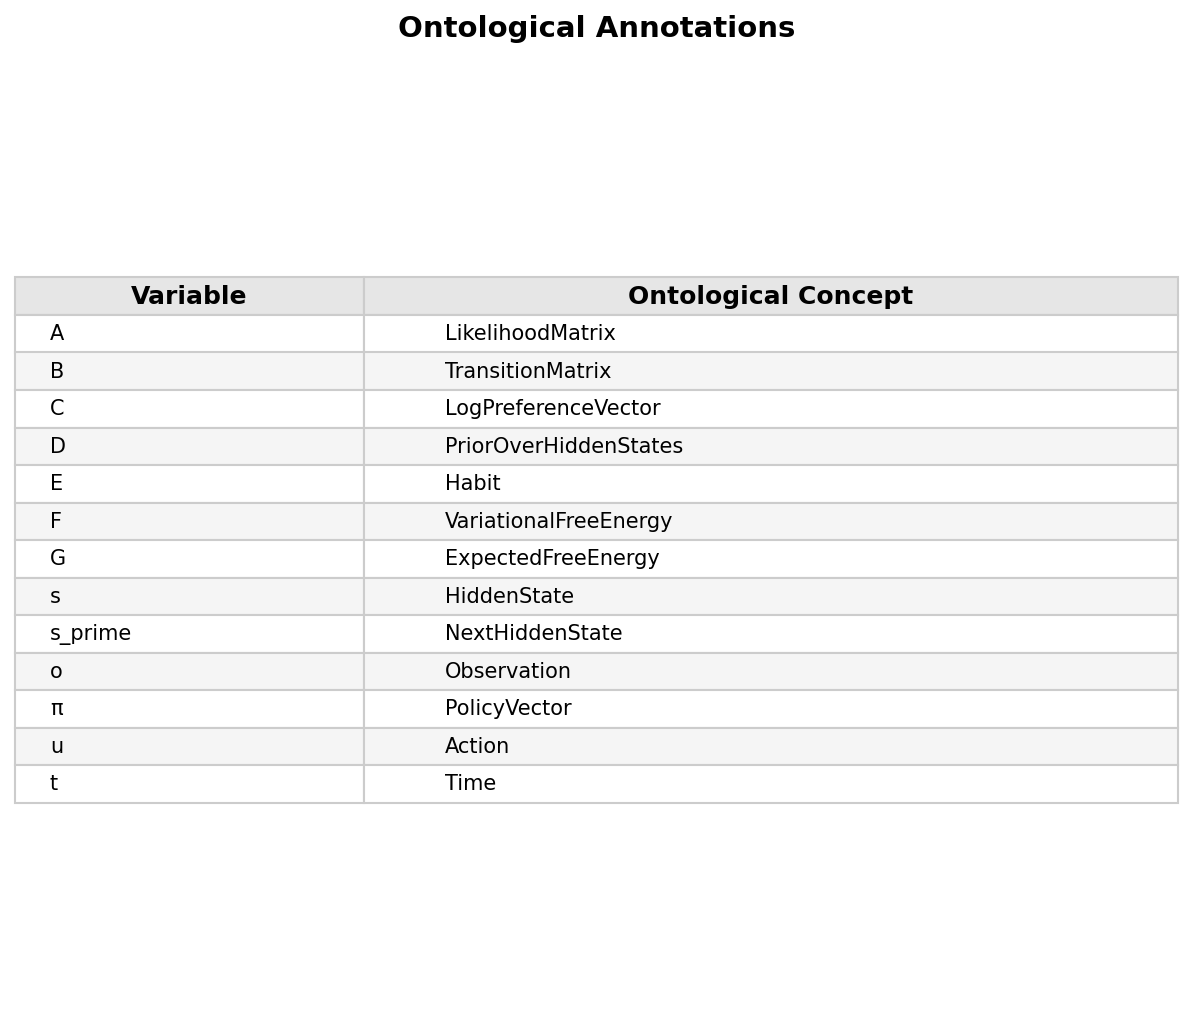 Ontological Annotations
Variable Ontological Concept
A LikelihoodMatrix
B TransitionMatrix
C LogPreferenceVector
D PriorOverHiddenStates
E Habit
F VariationalFreeEnergy
G ExpectedFreeEnergy
s HiddenState
s_prime NextHiddenState
o Observation
π PolicyVector
u Action
t Time